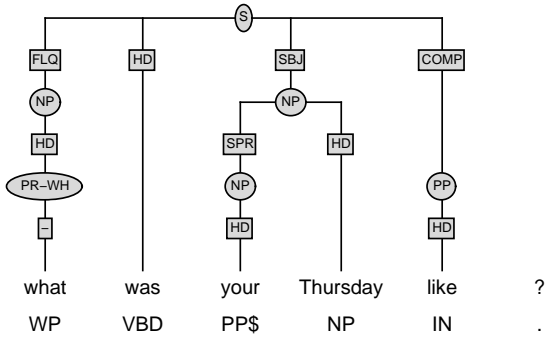 S
FLQ HD SBJ COMP
NP NP
HD SPR HD
PR–WH NP PP
– HD HD
what was your Thursday like ?
WP VBD PP$ NP IN .